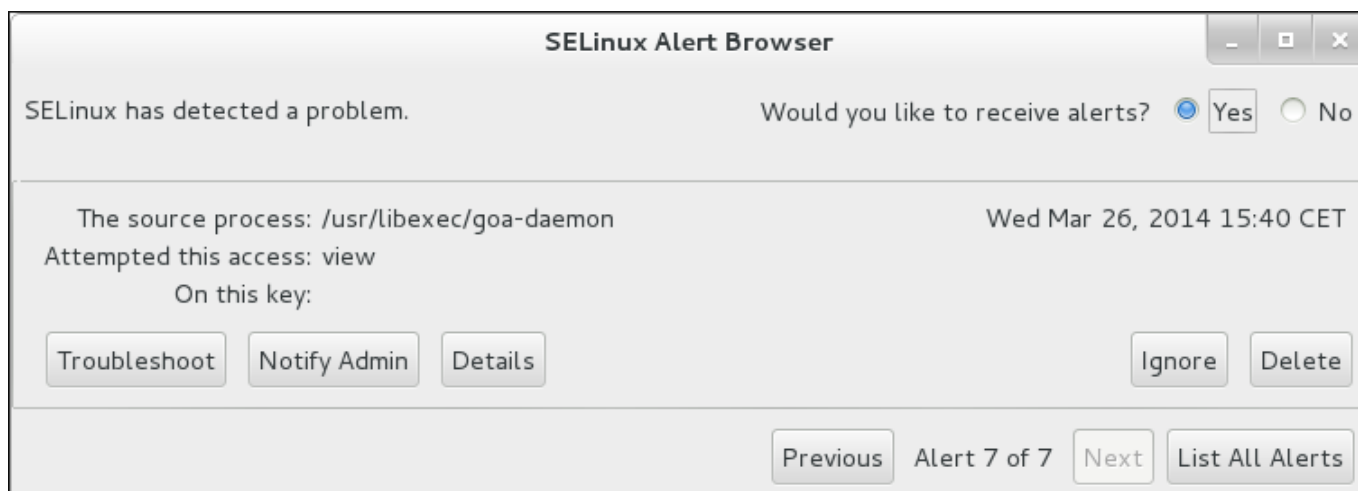 SELinux Alert Browser
SELinux has detected a problem.
Would you like to receive alerts? Yes No
The source process: /usr/libexec/goa-daemon
Wed Mar 26, 2014 15:40 CET
Attempted this access: view
On this key:
Troubleshoot Notify Admin Details Ignore Delete
Previous Alert 7 of 7 Next List All Alerts